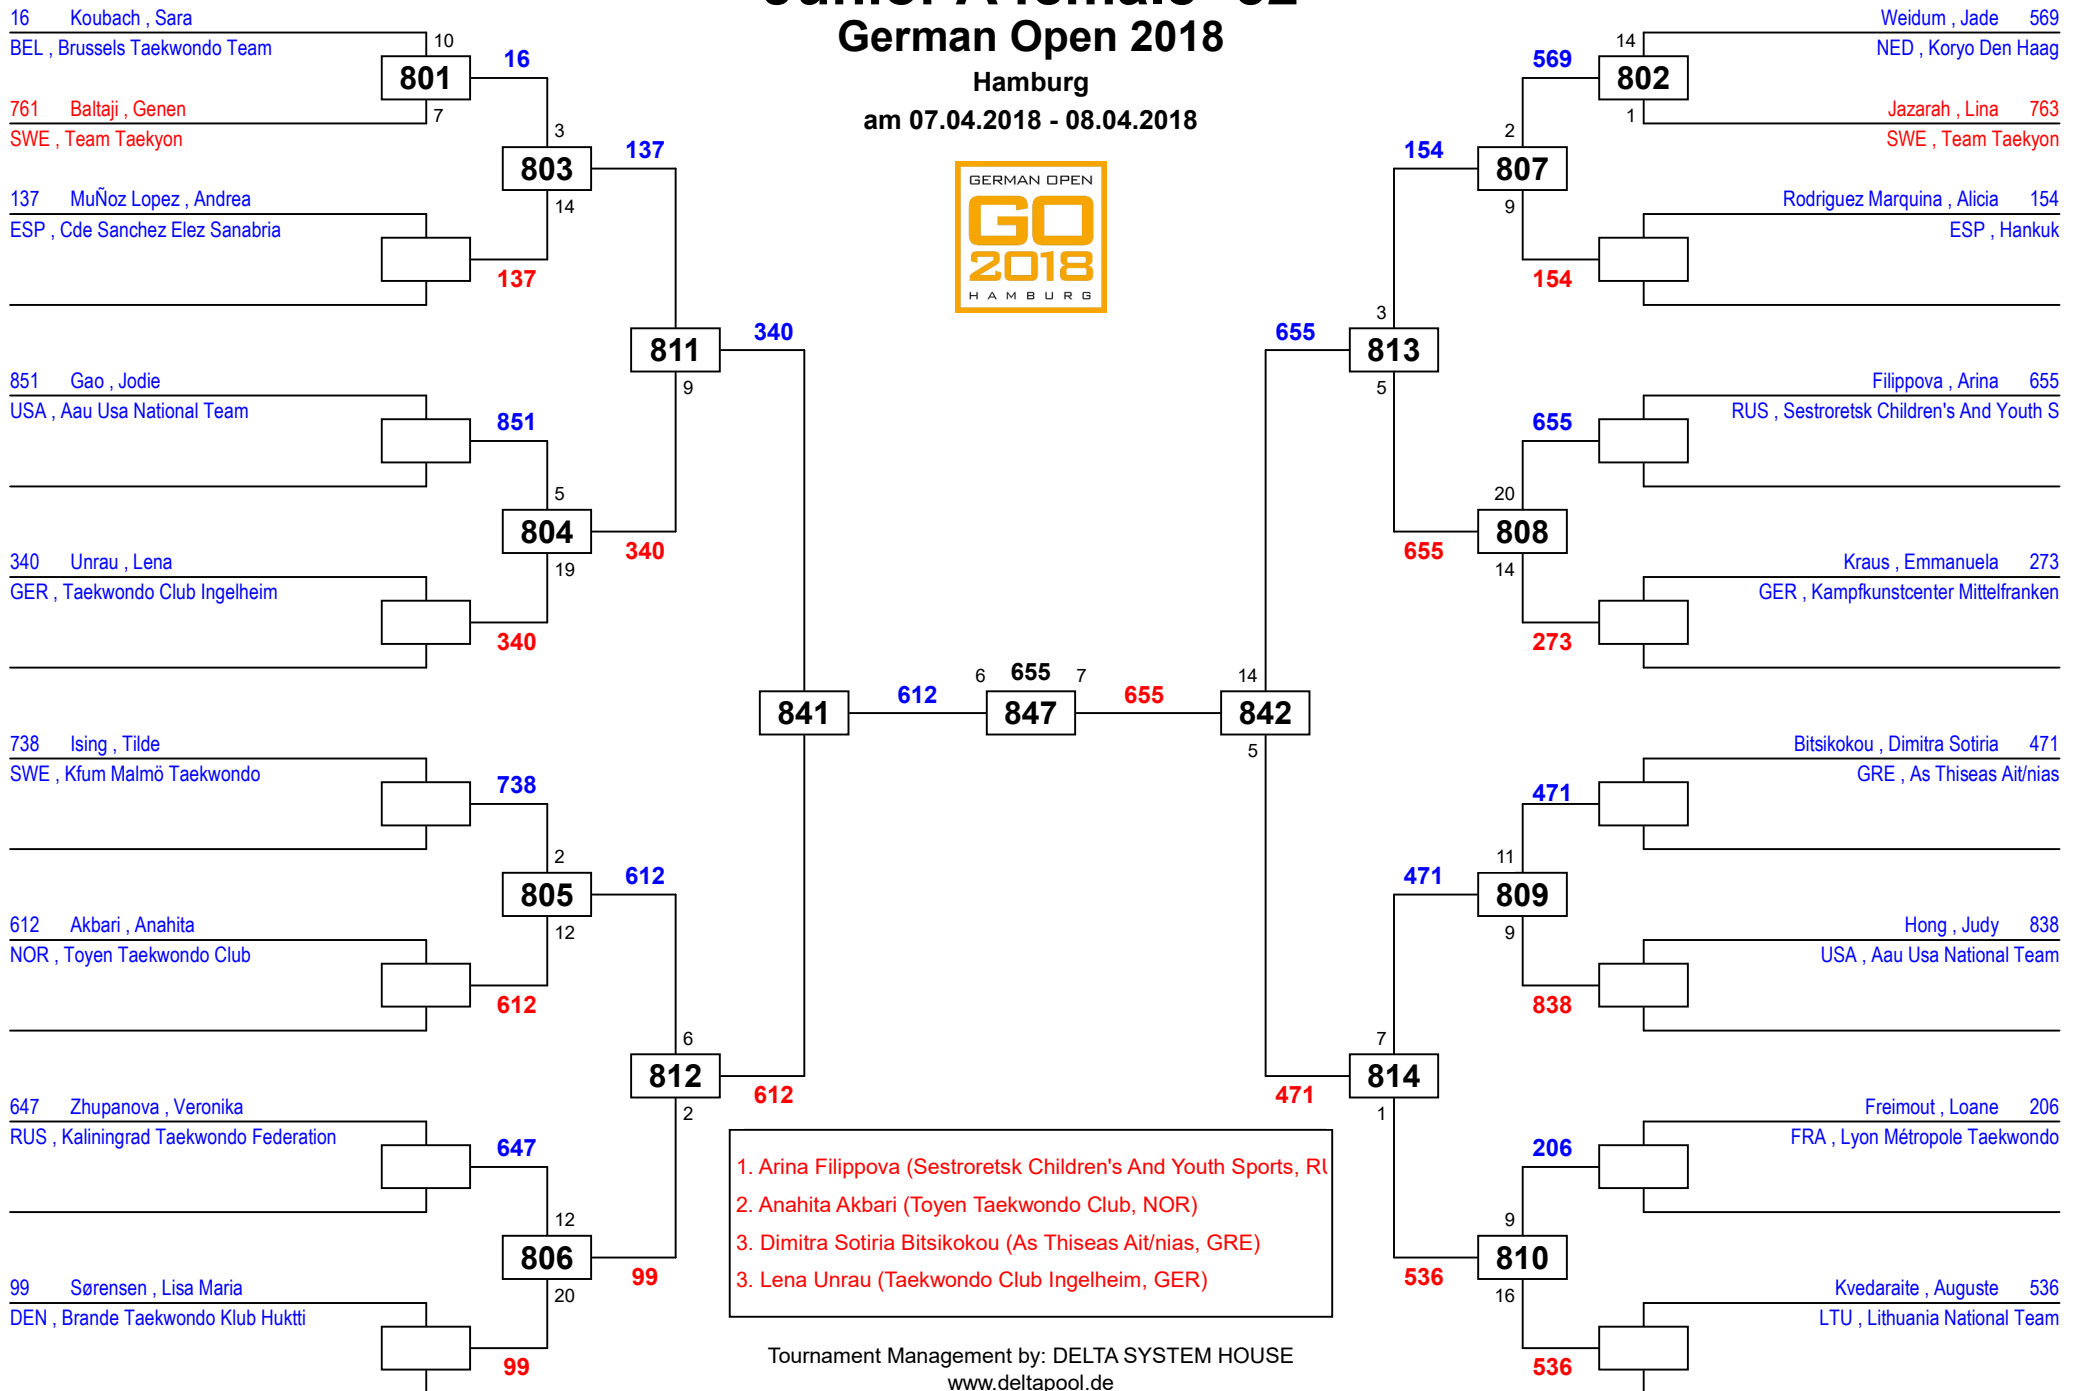 German Open 2018
Hamburg
am 07.04.2018 - 08.04.2018
GERMAN OPEN
GO
2018
HAMBURG
16 Koubach , Sara
BEL , Brussels Taekwondo Team
10
801
16
7
761 Baltaji , Genen
SWE , Team Taekyon
3
803
137
14
137 MuÑoz Lopez , Andrea
ESP , Cde Sanchez Elez Sanabria
137
811
340
9
851 Gao , Jodie
USA , Aau Usa National Team
851
5
804
340
19
340 Unrau , Lena
GER , Taekwondo Club Ingelheim
340
841
612
6
655
7
847
655
738 Ising , Tilde
SWE , Kfum Malmö Taekwondo
738
2
805
612
12
612 Akbari , Anahita
NOR , Toyen Taekwondo Club
612
6
812
612
2
647 Zhupanova , Veronika
RUS , Kaliningrad Taekwondo Federation
647
12
806
99
20
99 Sørensen , Lisa Maria
DEN , Brande Taekwondo Klub Huktti
99
Weidum , Jade 569
NED , Koryo Den Haag
14
569
802
1
Jazarah , Lina 763
SWE , Team Taekyon
2
154
807
9
Rodriguez Marquina , Alicia 154
ESP , Hankuk
154
3
655
813
5
Filippova , Arina 655
RUS , Sestroretsk Children's And Youth S
655
20
808
655
14
Kraus , Emmanuela 273
GER , Kampfkunstcenter Mittelfranken
273
14
842
5
Bitsikokou , Dimitra Sotiria 471
GRE , As Thiseas Ait/nias
471
11
471
809
9
Hong , Judy 838
USA , Aau Usa National Team
838
7
814
471
1
Freimout , Loane 206
FRA , Lyon Métropole Taekwondo
206
9
810
536
16
Kvedaraite , Auguste 536
LTU , Lithuania National Team
536
1. Arina Filippova (Sestroretsk Children's And Youth Sports,
2. Anahita Akbari (Toyen Taekwondo Club, NOR)
3. Dimitra Sotiria Bitsikokou (As Thiseas Ait/nias, GRE)
3. Lena Unrau (Taekwondo Club Ingelheim, GER)
Tournament Management by: DELTA SYSTEM HOUSE
www.deltapool.de